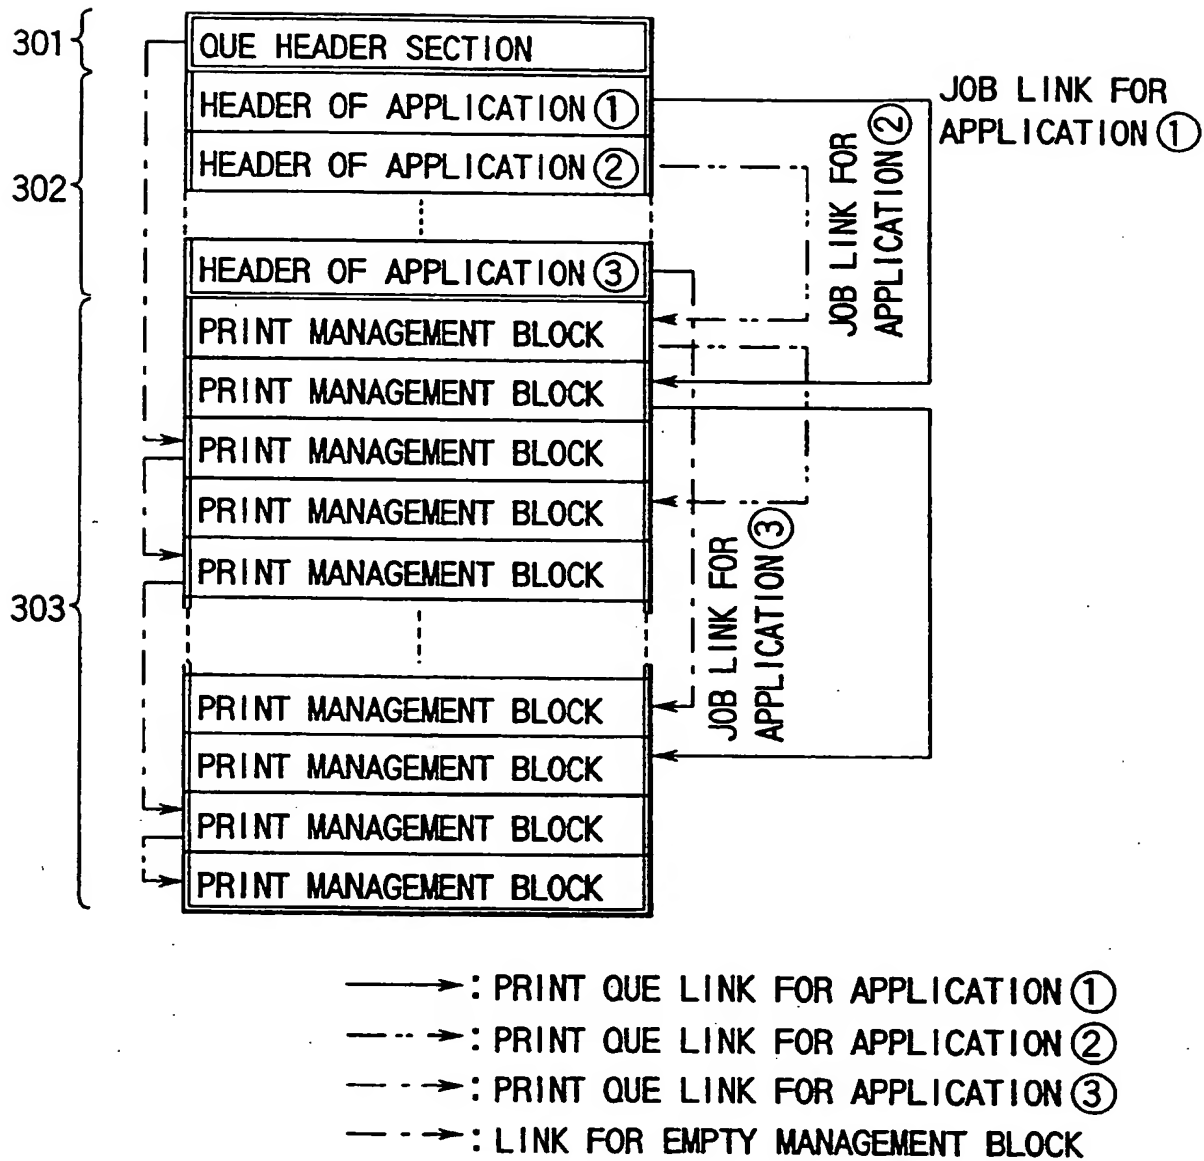 301
QUE HEADER SECTION
HEADER OF APPLICATION ①
HEADER OF APPLICATION ②
302
HEADER OF APPLICATION ③
JOB LINK FOR
APPLICATION ①
JOB LINK FOR
APPLICATION ②
303
PRINT MANAGEMENT BLOCK
PRINT MANAGEMENT BLOCK
PRINT MANAGEMENT BLOCK
PRINT MANAGEMENT BLOCK
PRINT MANAGEMENT BLOCK
JOB LINK FOR
APPLICATION ③
PRINT MANAGEMENT BLOCK
PRINT MANAGEMENT BLOCK
PRINT MANAGEMENT BLOCK
PRINT MANAGEMENT BLOCK
: PRINT QUE LINK FOR APPLICATION ①
: PRINT QUE LINK FOR APPLICATION ②
: PRINT QUE LINK FOR APPLICATION ③
: LINK FOR EMPTY MANAGEMENT BLOCK